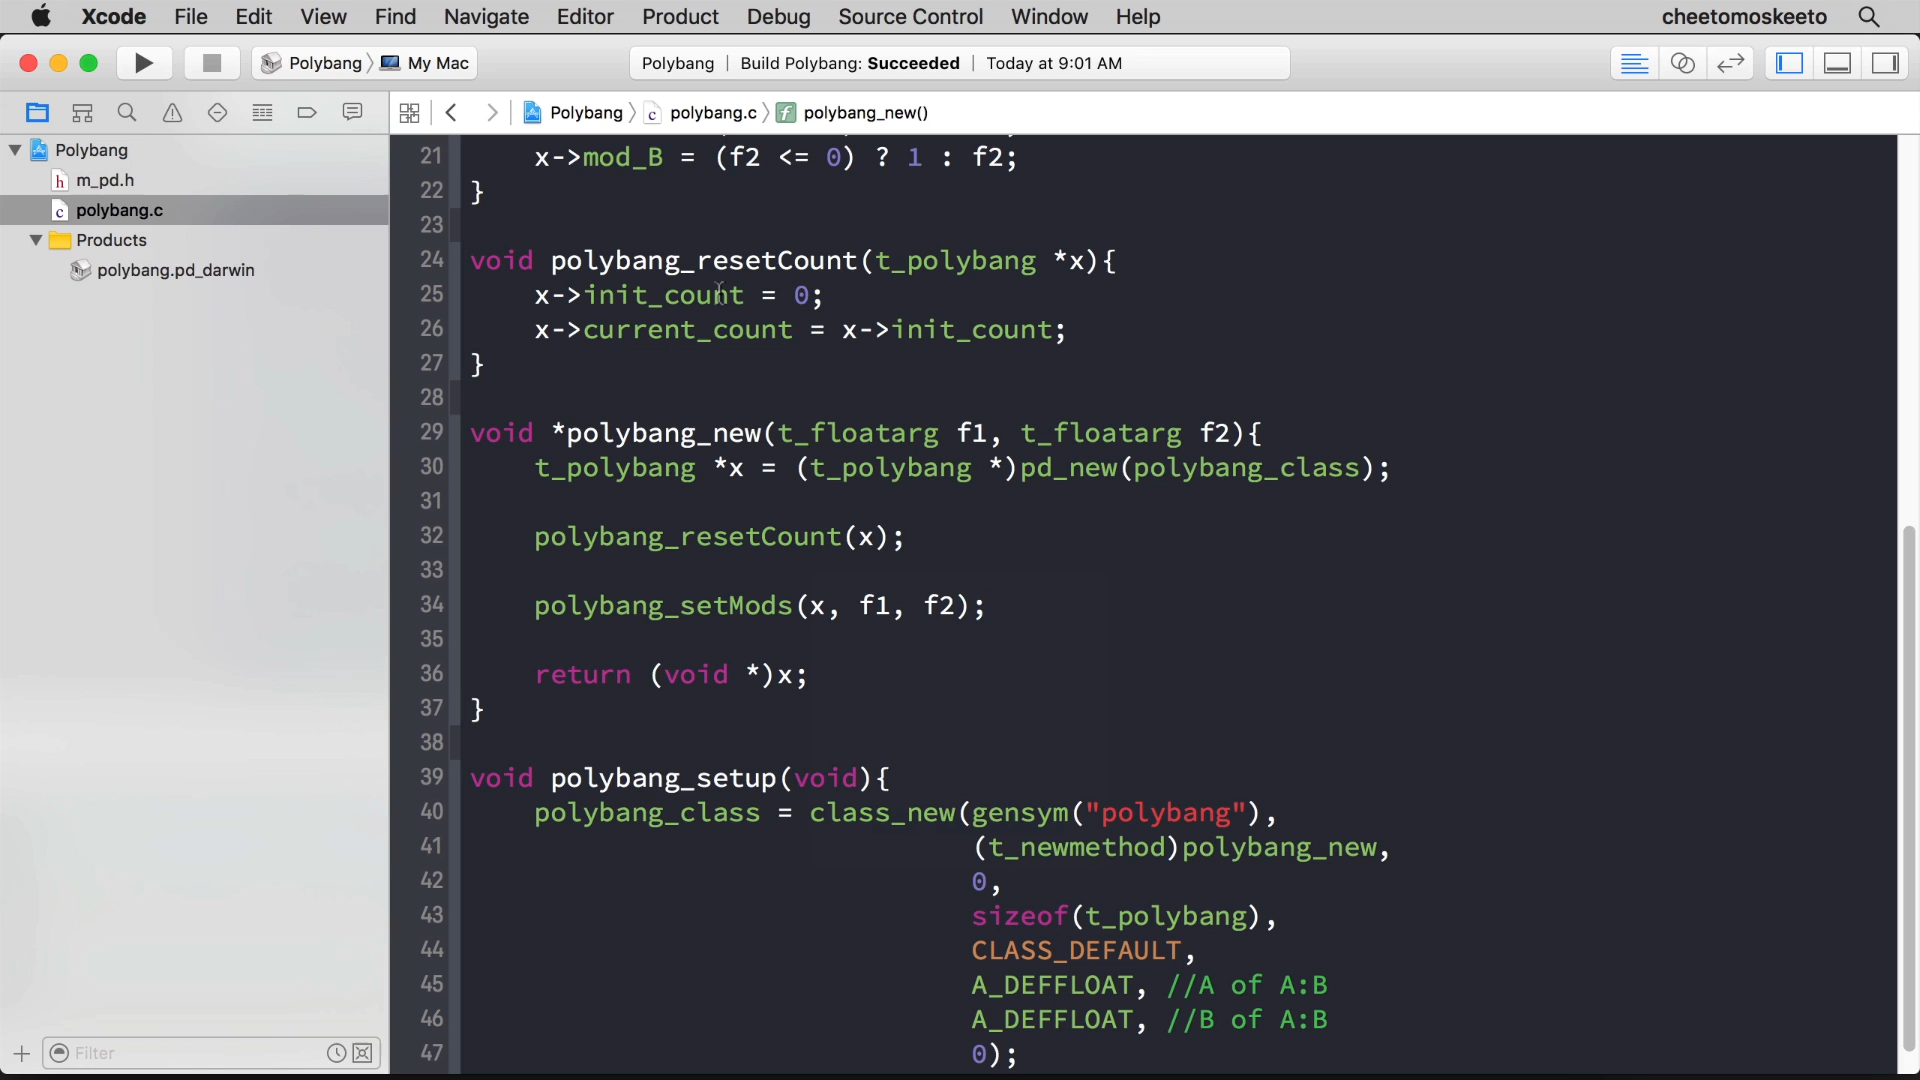 Xcode File Edit View Find Navigate Editor Product Debug Source Control Window Help cheetomoskeeto
Polybang My Mac Polybang | Build Polybang: Succeeded | Today at 9:01 AM
Polybang polybang.c f polybang_new()
Polybang
h m_pd.h
c polybang.c
Products
polybang.pd_darwin
Filter
21 x->mod_B = (f2 <= 0) ? 1 : f2;
22 }
23
24 void polybang_resetCount(t_polybang *x){
25 x->init_count = 0;
26 x->current_count = x->init_count;
27 }
28
29 void *polybang_new(t_floatarg f1, t_floatarg f2){
30 t_polybang *x = (t_polybang *)pd_new(polybang_class);
31
32 polybang_resetCount(x);
33
34 polybang_setMods(x, f1, f2);
35
36 return (void *)x;
37 }
38
39 void polybang_setup(void){
40 polybang_class = class_new(gensym("polybang"),
41 (t_newmethod)polybang_new,
42 0,
43 sizeof(t_polybang),
44 CLASS_DEFAULT,
45 A_DEFFLOAT, //A of A:B
46 A_DEFFLOAT, //B of A:B
47 0);